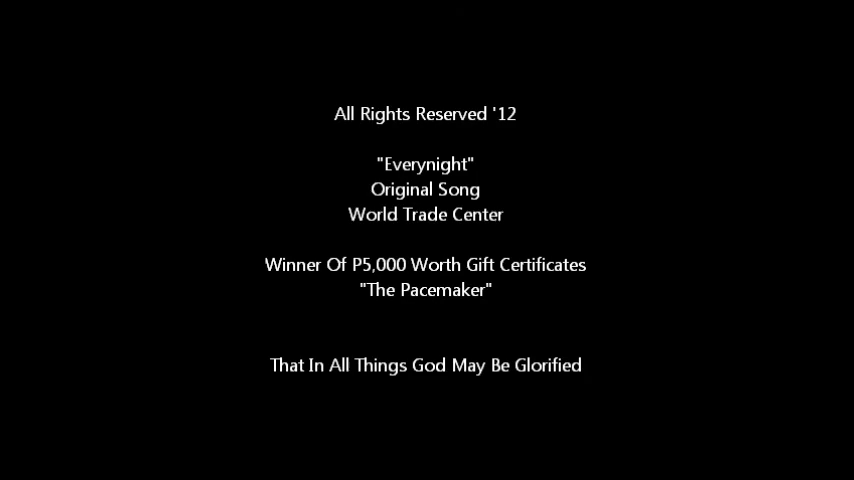 All Rights Reserved '12
"Everynight"
Original Song
World Trade Center
Winner Of P5,000 Worth Gift Certificates
"The Pacemaker"
That In All Things God May Be Glorified